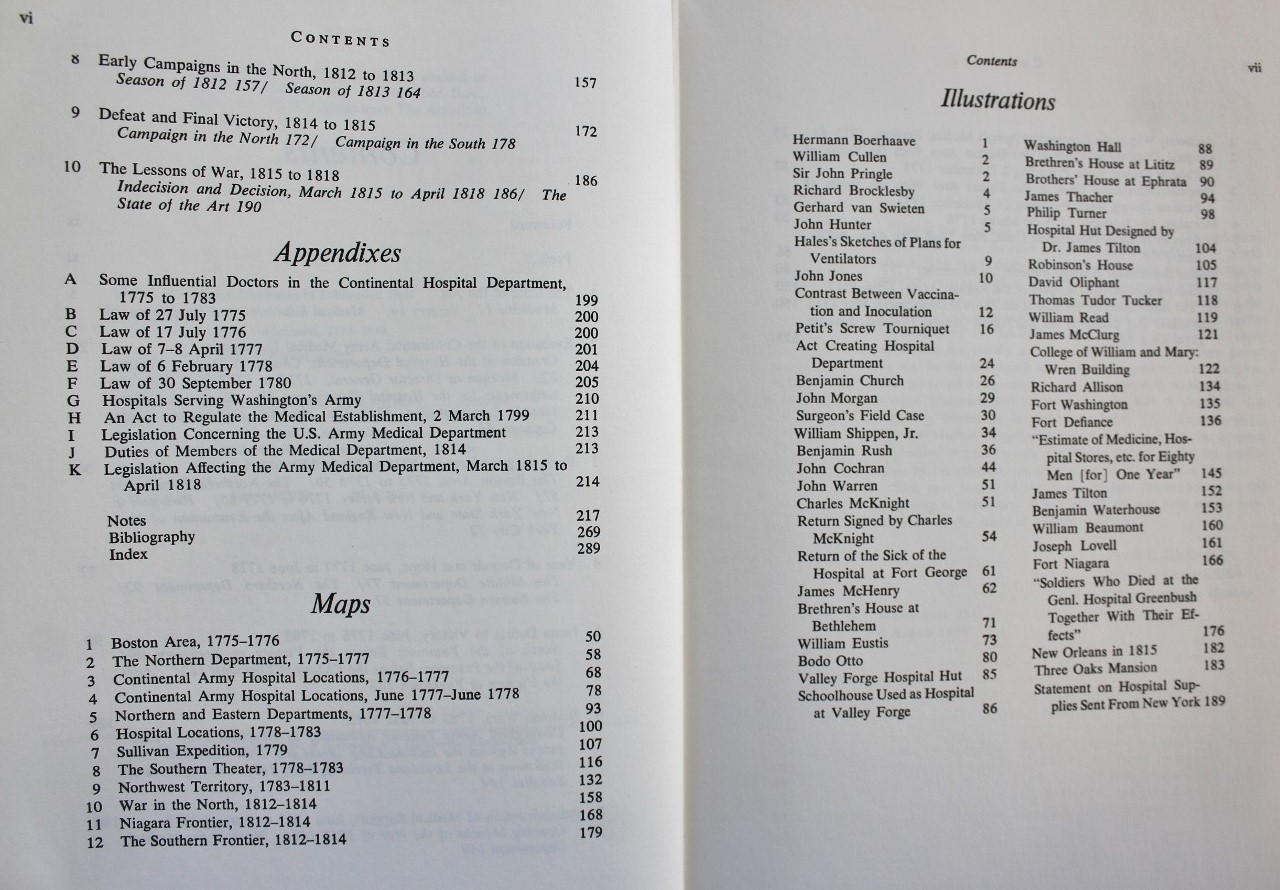 vi
CONTENTS
8 Early Campaigns in the North, 1812 to 1813 157
Season of 1812 157/ Season of 1813 164
9 Defeat and Final Victory, 1814 to 1815 172
Campaign in the North 172/ Campaign in the South 178
10 The Lessons of War, 1815 to 1818 186
Indecision and Decision, March 1815 to April 1818 186/ The
State of the Art 190
Appendixes
A Some Influential Doctors in the Continental Hospital Department,
1775 to 1783 199
B Law of 27 July 1775 200
C Law of 17 July 1776 200
D Law of 7–8 April 1777 201
E Law of 6 February 1778 204
F Law of 30 September 1780 205
G Hospitals Serving Washington's Army 210
H An Act to Regulate the Medical Establishment, 2 March 1799 211
I Legislation Concerning the U.S. Army Medical Department 213
J Duties of Members of the Medical Department, 1814 213
K Legislation Affecting the Army Medical Department, March 1815 to
April 1818 214
Notes 217
Bibliography 269
Index 289
Maps
1 Boston Area, 1775–1776 50
2 The Northern Department, 1775–1777 58
3 Continental Army Hospital Locations, 1776–1777 68
4 Continental Army Hospital Locations, June 1777–June 1778 78
5 Northern and Eastern Departments, 1777–1778 93
6 Hospital Locations, 1778–1783 100
7 Sullivan Expedition, 1779 107
8 The Southern Theater, 1778–1783 116
9 Northwest Territory, 1783–1811 132
10 War in the North, 1812–1814 158
11 Niagara Frontier, 1812–1814 168
12 The Southern Frontier, 1812–1814 179
Contents
vii
Illustrations
Hermann Boerhaave 1
William Cullen 2
Sir John Pringle 2
Richard Brocklesby 4
Gerhard van Swieten 5
John Hunter 5
Hales's Sketches of Plans for
Ventilators 9
John Jones 10
Contrast Between Vaccina-
tion and Inoculation 12
Petit's Screw Tourniquet 16
Act Creating Hospital
Department 24
Benjamin Church 26
John Morgan 29
Surgeon's Field Case 30
William Shippen, Jr. 34
Benjamin Rush 36
John Cochran 44
John Warren 51
Charles McKnight 51
Return Signed by Charles
McKnight 54
Return of the Sick of the
Hospital at Fort George 61
James McHenry 62
Brethren's House at
Bethlehem 71
William Eustis 73
Bodo Otto 80
Valley Forge Hospital Hut 85
Schoolhouse Used as Hospital
at Valley Forge 86
Washington Hall 88
Brethren's House at Lititz 89
Brothers' House at Ephrata 90
James Thacher 94
Philip Turner 98
Hospital Hut Designed by
Dr. James Tilton 104
Robinson's House 105
David Oliphant 117
Thomas Tudor Tucker 118
William Read 119
James McClurg 121
College of William and Mary:
Wren Building 122
Richard Allison 134
Fort Washington 135
Fort Defiance 136
“Estimate of Medicine, Hos-
pital Stores, etc. for Eighty
Men [for] One Year” 145
James Tilton 152
Benjamin Waterhouse 153
William Beaumont 160
Joseph Lovell 161
Fort Niagara 166
“Soldiers Who Died at the
Genl. Hospital Greenbush
Together With Their Ef-
fects” 176
New Orleans in 1815 182
Three Oaks Mansion 183
Statement on Hospital Sup-
plies Sent From New York 189